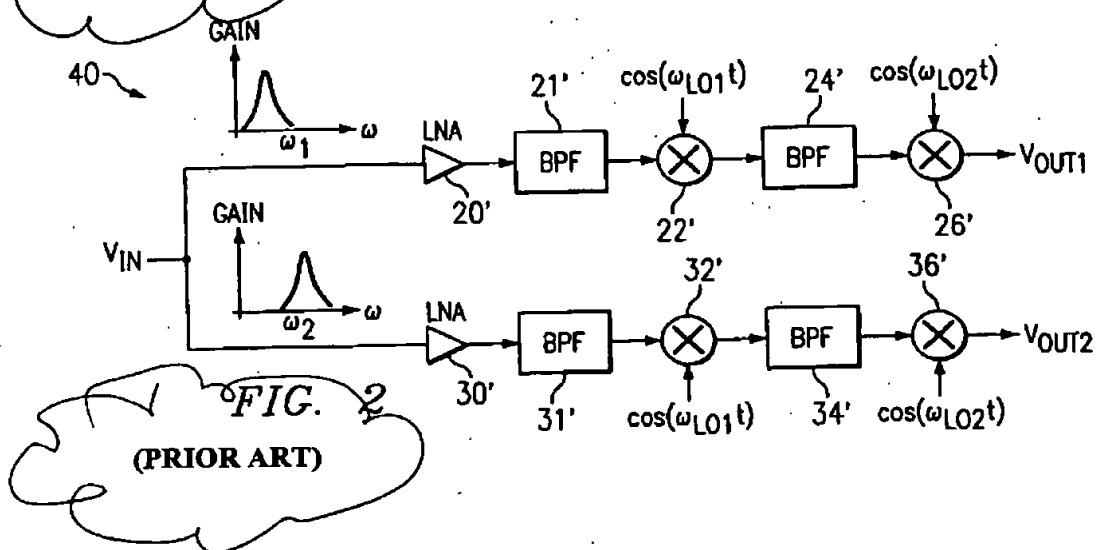 GAIN
40
ω1
ω
LNA
20'
21'
BPF
cos(ωLO1t)
22'
24'
BPF
cos(ωLO2t)
26'
VOUT1
VIN
GAIN
ω2
ω
LNA
30'
BPF
31'
32'
cos(ωLO1t)
BPF
34'
36'
cos(ωLO2t)
VOUT2
FIG. 2
(PRIOR ART)